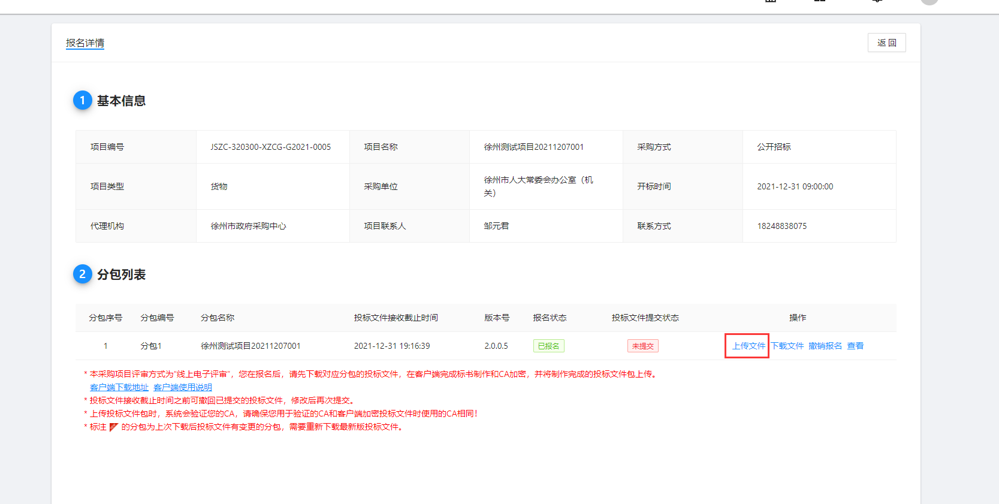 报名详情
返 回
1 基本信息
项目编号 JSZC-320300-XZCG-G2021-0005 项目名称 徐州测试项目20211207001 采购方式 公开招标
项目类型 货物 采购单位 徐州市人大常委会办公室（机关） 开标时间 2021-12-31 09:00:00
代理机构 徐州市政府采购中心 项目联系人 邹元君 联系方式 18248838075
2 分包列表
分包序号 分包编号 分包名称 投标文件接收截止时间 版本号 报名状态 投标文件提交状态 操作
1 分包1 徐州测试项目20211207001 2021-12-31 19:16:39 2.0.0.5 已报名 未提交 上传文件 下载文件 撤销报名 查看
* 本采购项目评审方式为“线上电子评审”，您在报名后，请先下载对应分包的投标文件，在客户端完成标书制作和CA加密，并将制作完成的投标文件包上传。
客户端下载地址 客户端使用说明
* 投标文件接收截止时间之前可撤回已提交的投标文件，修改后再次提交。
* 上传投标文件包时，系统会验证您的CA，请确保您用于验证的CA和客户端加密投标文件时使用的CA相同！
* 标注 的分包为上次下载后投标文件有变更的分包，需要重新下载最新版投标文件。